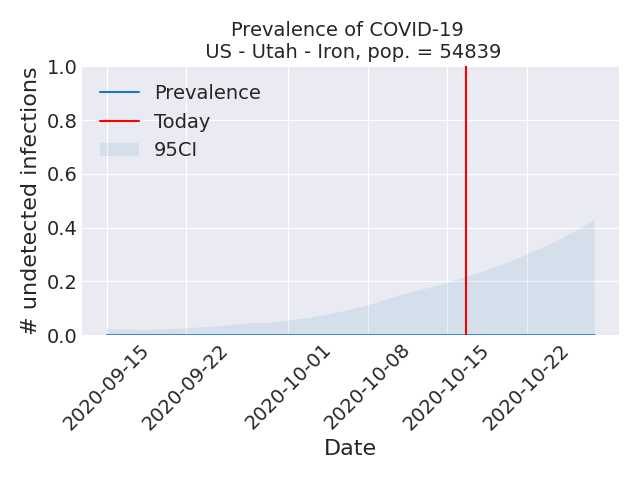 Prevalence of COVID-19
US - Utah - Iron, pop. = 54839
# undetected infections
1.0
0.8
0.6
0.4
0.2
0.0
Prevalence
Today
95CI
2020-09-15
2020-09-22
2020-10-01
2020-10-08
2020-10-15
2020-10-22
Date